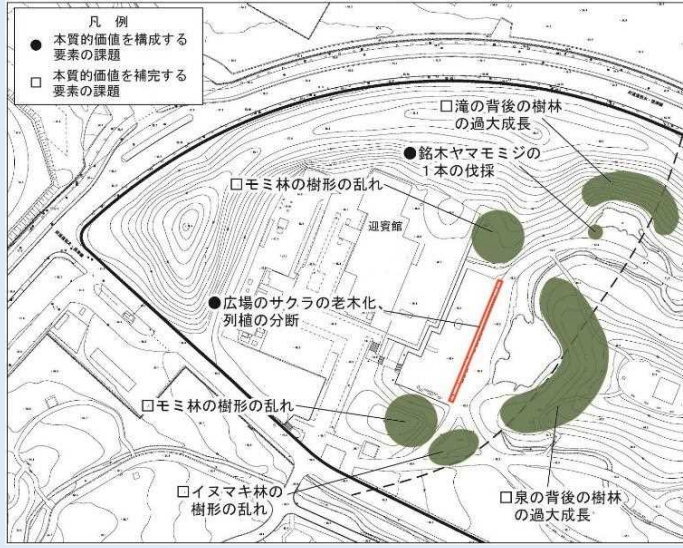 凡 例
● 本質的価値を構成する
要素の課題
□ 本質的価値を補完する
要素の課題
□滝の背後の樹林
の過大成長
●銘木ヤマモミジの
1本の伐採
□モミ林の樹形の乱れ
迎賓館
●広場のサクラの老木化、
列植の分断
□モミ林の樹形の乱れ
□イヌマキ林の
樹形の乱れ
□泉の背後の樹林
の過大成長